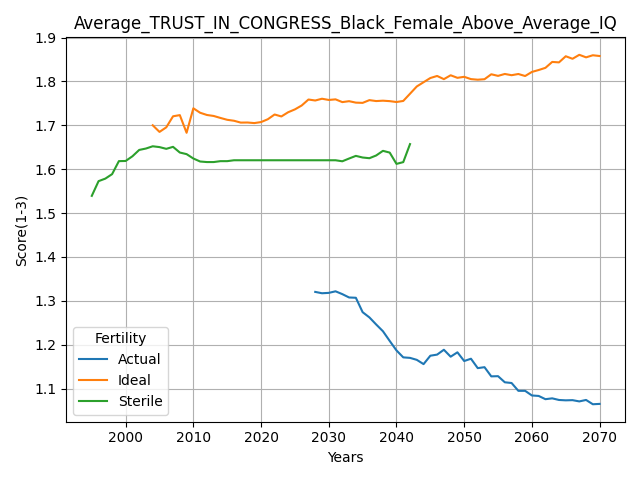 Average_TRUST_IN_CONGRESS_Black_Female_Above_Average_IQ
Score(1-3)
1.9
1.8
1.7
1.6
1.5
1.4
1.3
1.2
1.1
Fertility
Actual
Ideal
Sterile
2000 2010 2020 2030 2040 2050 2060 2070
Years